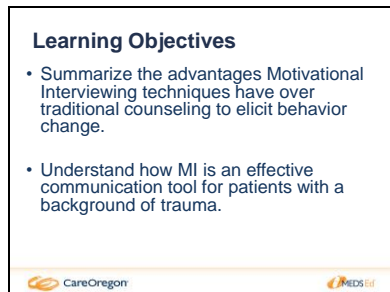 Learning Objectives
• Summarize the advantages Motivational
Interviewing techniques have over
traditional counseling to elicit behavior
change.
• Understand how MI is an effective
communication tool for patients with a
background of trauma.
CareOregon
MEDS Ed